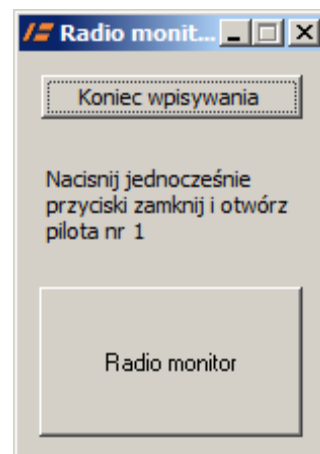 Radio monit...
Koniec wpisywania
Nacisnij jednocześnie
przyciski zamknij i otwórz
pilota nr 1
Radio monitor